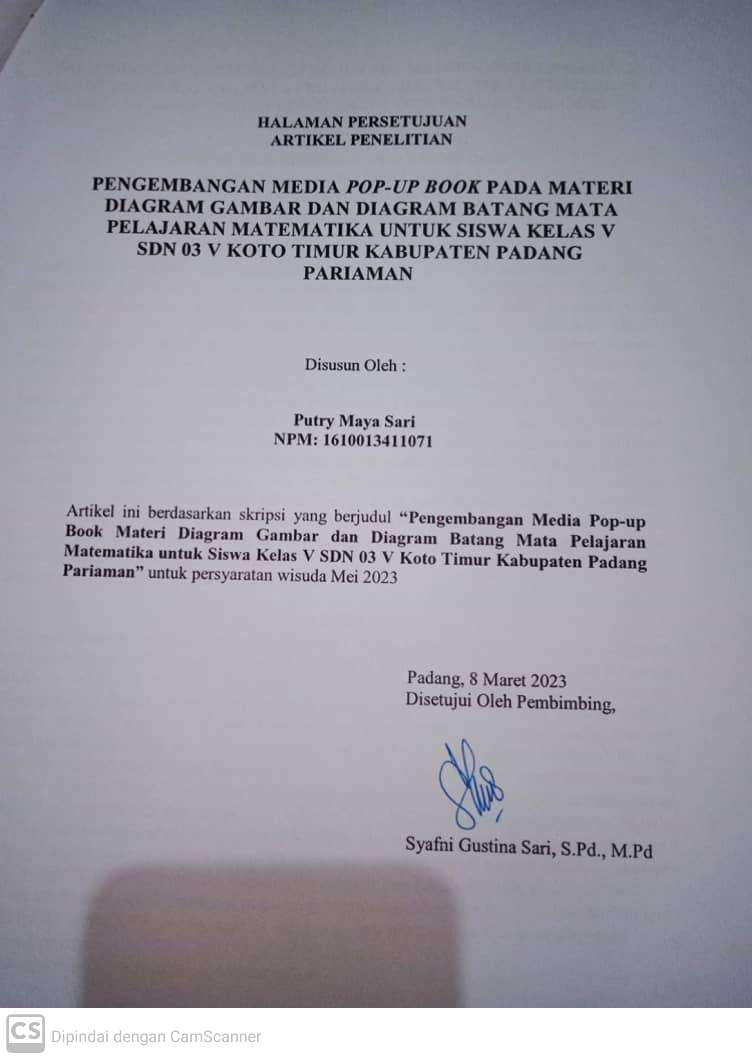 HALAMAN PERSETUJUAN
ARTIKEL PENELITIAN
PENGEMBANGAN MEDIA POP-UP BOOK PADA MATERI
DIAGRAM GAMBAR DAN DIAGRAM BATANG MATA
PELAJARAN MATEMATIKA UNTUK SISWA KELAS V
SDN 03 V KOTO TIMUR KABUPATEN PADANG
PARIAMAN
Disusun Oleh :
Putry Maya Sari
NPM: 1610013411071
Artikel ini berdasarkan skripsi yang berjudul “Pengembangan Media Pop-up
Book Materi Diagram Gambar dan Diagram Batang Mata Pelajaran
Matematika untuk Siswa Kelas V SDN 03 V Koto Timur Kabupaten Padang
Pariaman” untuk persyaratan wisuda Mei 2023
Padang, 8 Maret 2023
Disetujui Oleh Pembimbing,
Syafni Gustina Sari, S.Pd., M.Pd
CS Dipindai dengan CamScanner